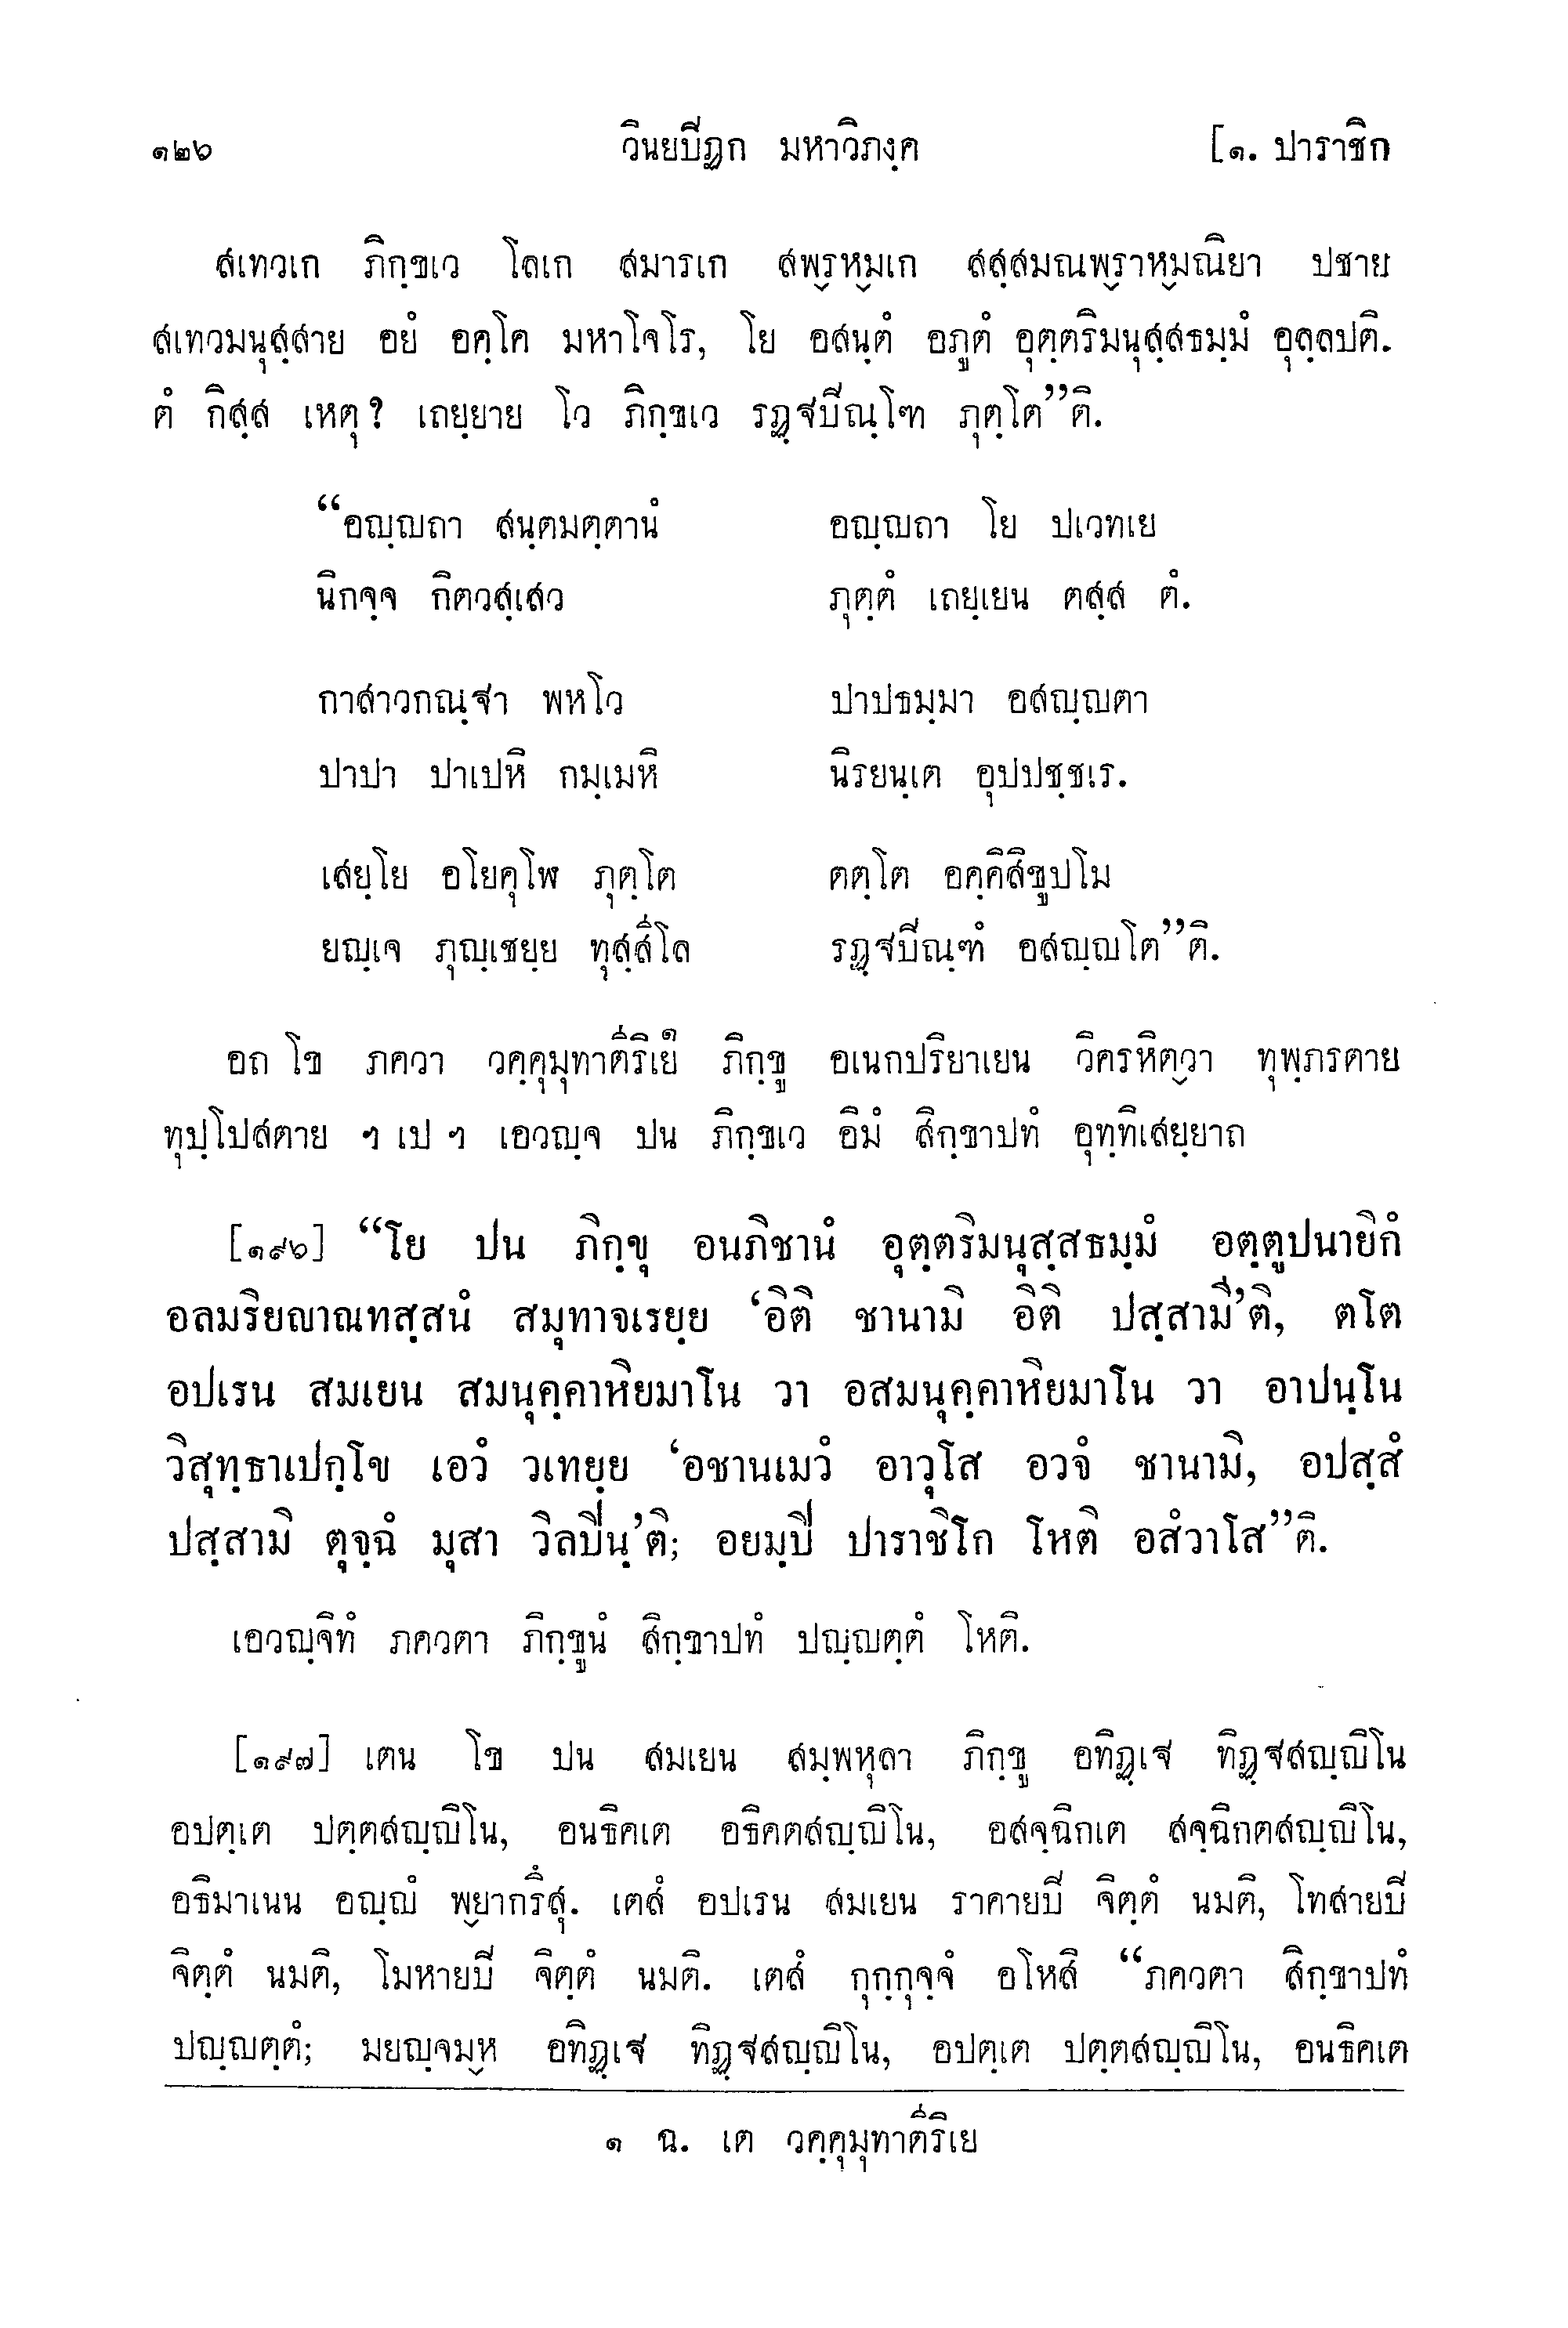 ๑๒๖ วินยปิฏก มหาวิภงฺค [๑. ปาราชิก
สเทวเก ภิกฺขเว โลเก สมารเก สพฺรหฺมเก สสฺสมณพฺราหฺมณิยา ปชาย
สเทวมนุสฺสาย อยํ อคฺโค มหาโจโร, โย อสนฺตํ อภูตํ อุตฺตริมนุสฺสธมฺมํ อุลฺลปติ.
ตํ กิสฺส เหตุ? เถยฺยาย โว ภิกฺขเว รฏฺฐปิณฺโฑ ภุตฺโต”ติ.
“อญฺญถา สนฺตมตฺตานํ อญฺญถา โย ปเวทเย
นิกจฺจ กิตวสฺเสว ภุตฺตํ เถยฺเยน ตสฺส ตํ.
กาสาวกณฺฐา พหโว ปาปธมฺมา อสญฺญตา
ปาปา ปาเปหิ กมฺเมหิ นิรยนฺเต อุปปชฺชเร.
เสยฺโย อโยคุโฬ ภุตฺโต ตตฺโต อคฺคิสิขูปโม
ยญฺเจ ภุญฺเชยฺย ทุสฺสีโล รฏฺฐปิณฺฑํ อสญฺญโต”ติ.
อถ โข ภควา วคฺคุมุทาตีริเย๑ ภิกฺขู อเนกปริยาเยน วิครหิตฺวา ทุพฺภรตาย
ทุปฺโปสตาย ฯ เป ฯ เอวญฺจ ปน ภิกฺขเว อิมํ สิกฺขาปทํ อุทฺทิเสยฺยาถ
[๑๙๖] “โย ปน ภิกฺขุ อนภิชานํ อุตฺตริมนุสฺสธมฺมํ อตฺตูปนายิกํ
อลมริยญาณทสฺสนํ สมุทาจเรยฺย ‘อิติ ชานามิ อิติ ปสฺสามี’ติ, ตโต
อปเรน สมเยน สมนุคฺคาหิยมาโน วา อสมนุคฺคาหิยมาโน วา อาปนฺโน
วิสุทฺธาเปกฺโข เอวํ วเทยฺย ‘อชานเมวํ อาวุโส อวจํ ชานามิ, อปสฺสํ
ปสฺสามิ ตุจฺฉํ มุสา วิลปินฺ’ติ; อยมฺปิ ปาราชิโก โหติ อสํวาโส”ติ.
เอวญฺจิทํ ภควตา ภิกฺขูนํ สิกฺขาปทํ ปญฺญตฺตํ โหติ.
[๑๙๗] เตน โข ปน สมเยน สมฺพหุลา ภิกฺขู อทิฏฺเฐ ทิฏฺฐสญฺญิโน
อปตฺเต ปตฺตสญฺญิโน, อนธิคเต อธิคตสญฺญิโน, อสจฺฉิกเต สจฺฉิกตสญฺญิโน,
อธิมาเนน อญฺญํ พฺยากรึสุ. เตสํ อปเรน สมเยน ราคายปิ จิตฺตํ นมติ, โทสายปิ
จิตฺตํ นมติ, โมหายปิ จิตฺตํ นมติ. เตสํ กุกฺกุจฺจํ อโหสิ “ภควตา สิกฺขาปทํ
ปญฺญตฺตํ; มยญฺจมฺห อทิฏฺเฐ ทิฏฺฐสญฺญิโน, อปตฺเต ปตฺตสญฺญิโน, อนธิคเต
๑ ฉ. เต วคฺคุมุทาตีริเย